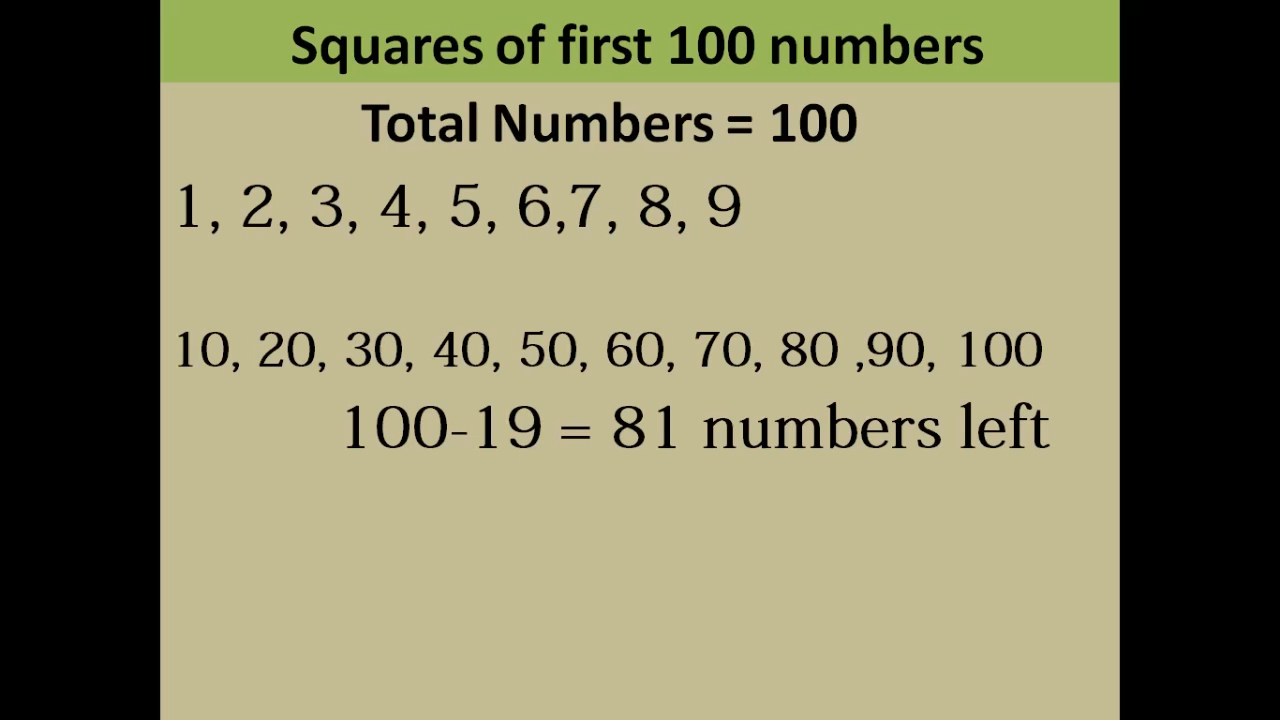 Squares of first 100 numbers
Total Numbers = 100
1, 2, 3, 4, 5, 6,7, 8, 9
10, 20, 30, 40, 50, 60, 70, 80 ,90, 100
100-19 = 81 numbers left